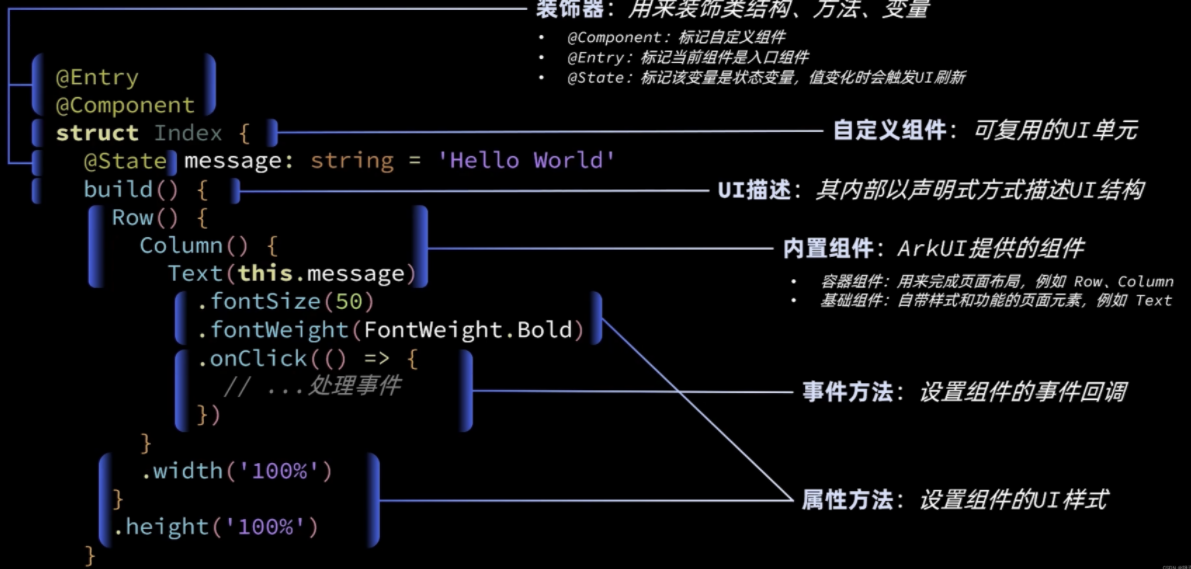 装饰器：用来装饰类结构、方法、变量
• @Component：标记自定义组件
• @Entry：标记当前组件是入口组件
• @State：标记该变量是状态变量，值变化时会触发UI刷新
@Entry
@Component
struct Index {
自定义组件：可复用的UI单元
@State message: string = 'Hello World'
build() {
UI描述：其内部以声明式方式描述UI结构
Row() {
Column() {
内置组件：ArkUI提供的组件
Text(this.message)
• 容器组件：用来完成页面布局，例如 Row、Column
• 基础组件：自带样式和功能的页面元素，例如 Text
.fontSize(50)
.fontWeight(FontWeight.Bold)
.onClick(() => {
// ...处理事件
事件方法：设置组件的事件回调
})
}
.width('100%')
}
属性方法：设置组件的UI样式
.height('100%')
}